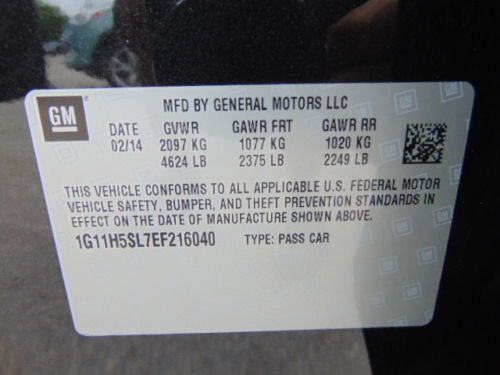 GM
MFD BY GENERAL MOTORS LLC
DATE GVWR GAWR FRT GAWR RR
02/14 2097 KG 1077 KG 1020 KG
4624 LB 2375 LB 2249 LB
THIS VEHICLE CONFORMS TO ALL APPLICABLE U.S. FEDERAL MOTOR
VEHICLE SAFETY, BUMPER, AND THEFT PREVENTION STANDARDS IN
EFFECT ON THE DATE OF MANUFACTURE SHOWN ABOVE.
1G11H5SL7EF216040 TYPE: PASS CAR